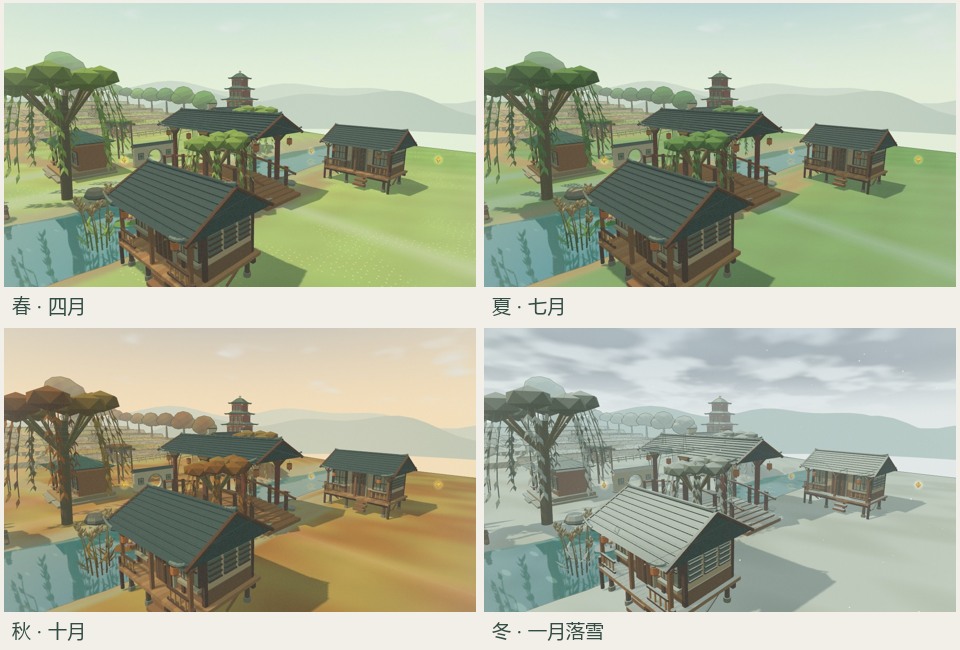 春 · 四月
夏 · 七月
秋 · 十月
冬 · 一月落雪